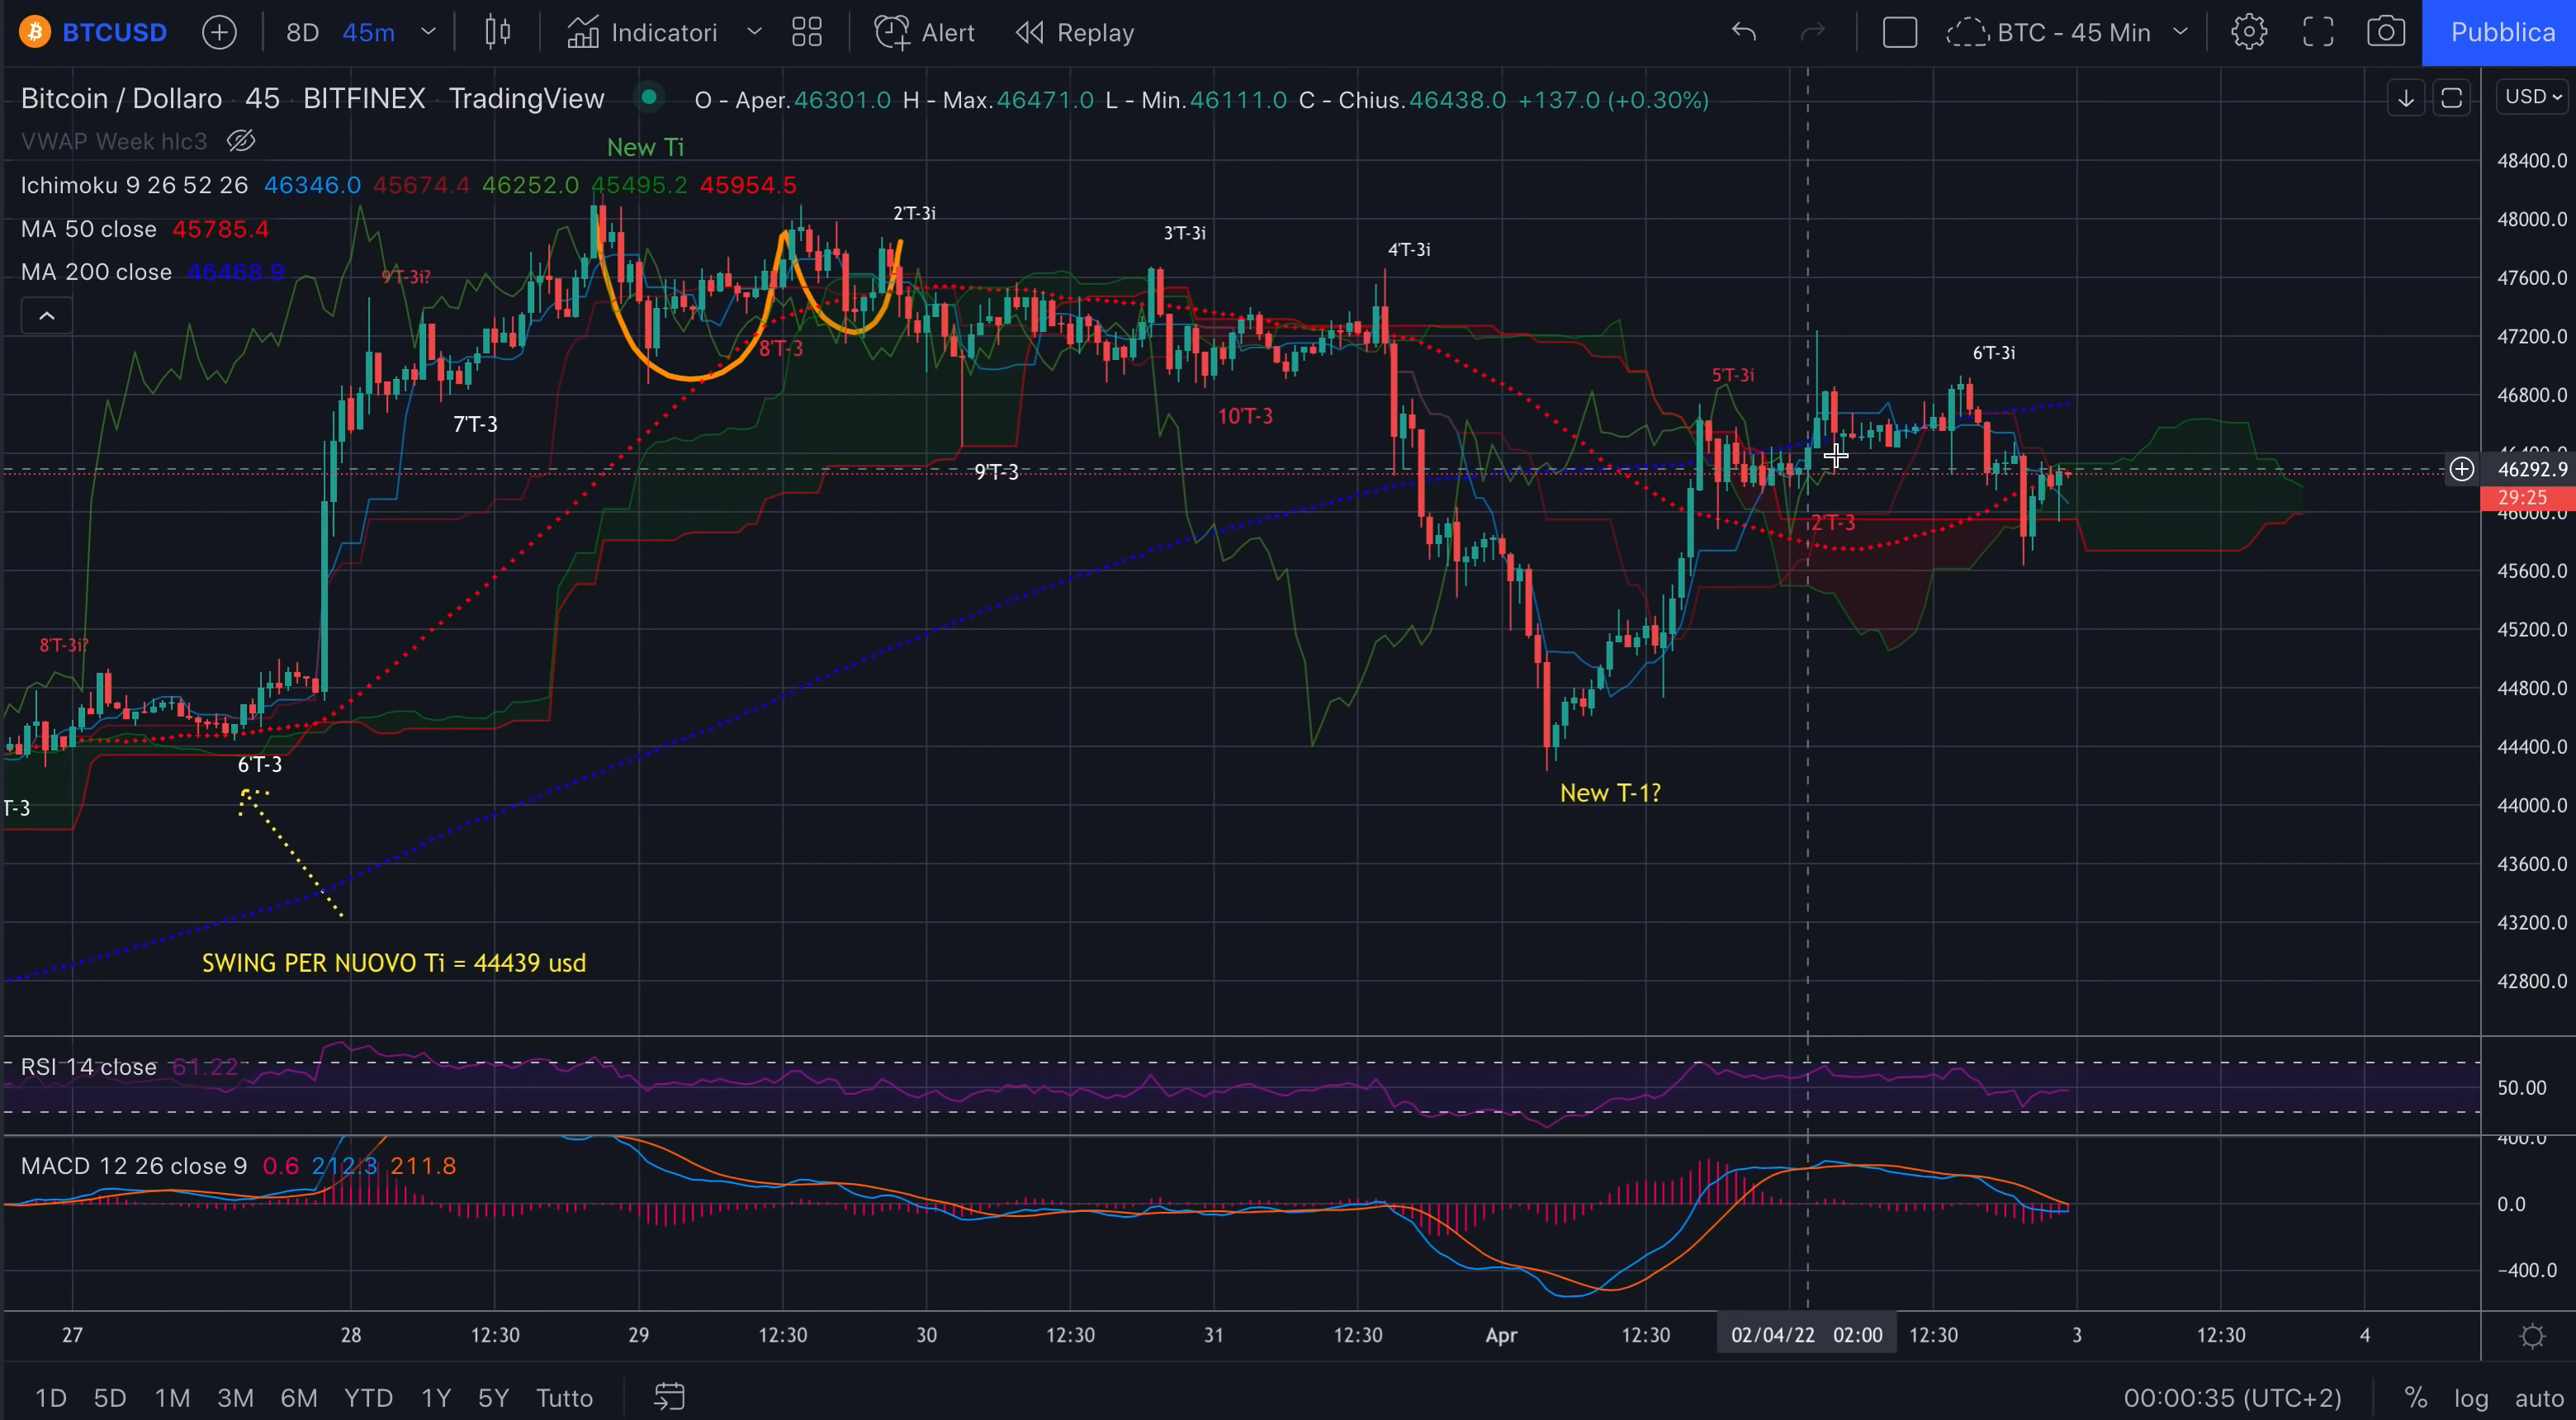 BTCUSD 8D 45m Indicatori Alert Replay BTC - 45 Min Pubblica
Bitcoin / Dollaro · 45 · BITFINEX · TradingView O - Aper.46301.0 H - Max.46471.0 L - Min.46111.0 C - Chius.46438.0 +137.0 (+0.30%) USD
VWAP Week hlc3
New Ti
48400.0
Ichimoku 9 26 52 26 46346.0 45674.4 46252.0 45495.2 45954.5
2'T-3i
48000.0
MA 50 close 45785.4
3'T-3i
4'T-3i
MA 200 close 46468.9
9'T-3i?
47600.0
47200.0
8'T-3
6'T-3i
5'T-3i
46800.0
10'T-3
7'T-3
46400.0
9'T-3
46292.9
29:25
46000.0
2'T-3
45600.0
45200.0
8'T-3i?
44800.0
44400.0
6'T-3
New T-1?
T-3
44000.0
43600.0
43200.0
SWING PER NUOVO Ti = 44439 usd
42800.0
RSI 14 close 61.22
50.00
400.0
MACD 12 26 close 9 0.6 212.3 211.8
0.0
−400.0
27 28 12:30 29 12:30 30 12:30 31 12:30 Apr 12:30 02/04/22 02:00 12:30 3 12:30 4
1D 5D 1M 3M 6M YTD 1Y 5Y Tutto 00:00:35 (UTC+2) % log auto